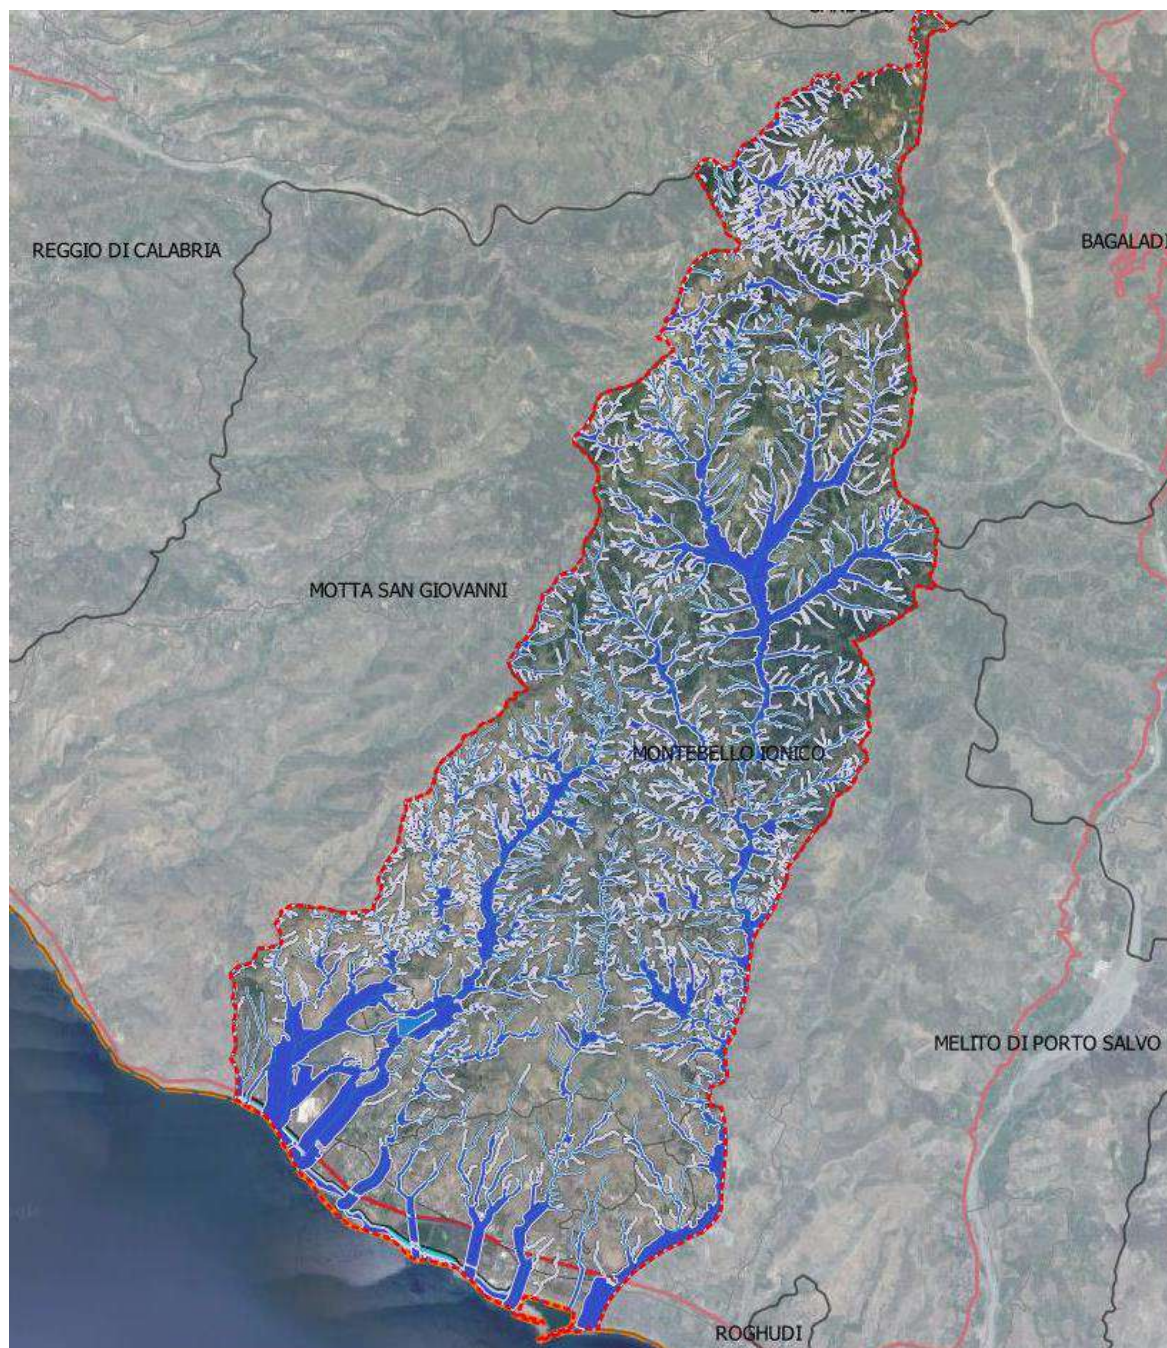 REGGIO DI CALABRIA
BAGALADI
MOTTA SAN GIOVANNI
MONTEBELLO IONICO
MELITO DI PORTO SALVO
ROGHUDI